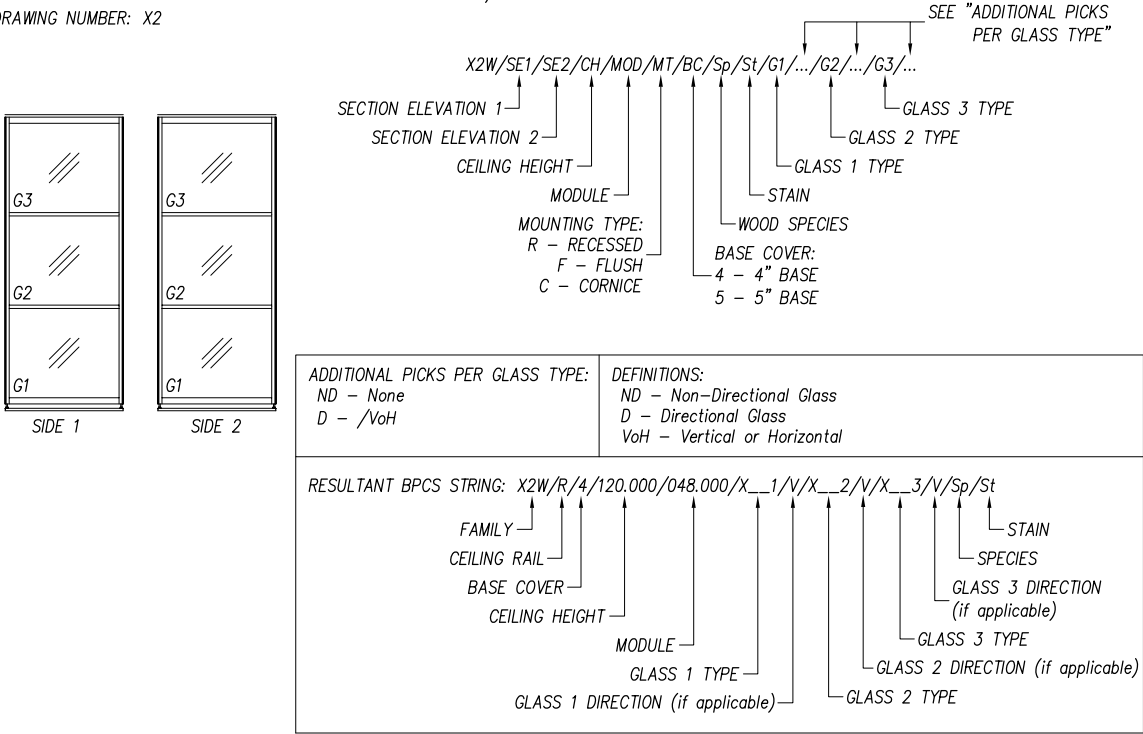 DRAWING NUMBER: X2
SEE "ADDITIONAL PICKS
PER GLASS TYPE"
X2W/SE1/SE2/CH/MOD/MT/BC/Sp/St/G1/.../G2/.../G3/...
SECTION ELEVATION 1
GLASS 3 TYPE
SECTION ELEVATION 2
GLASS 2 TYPE
CEILING HEIGHT
GLASS 1 TYPE
MODULE
STAIN
MOUNTING TYPE:
R – RECESSED
F – FLUSH
C – CORNICE
WOOD SPECIES
BASE COVER:
4 – 4" BASE
5 – 5" BASE
G3
G2
G1
SIDE 1
G3
G2
G1
SIDE 2
ADDITIONAL PICKS PER GLASS TYPE:
ND – None
D – /VoH
DEFINITIONS:
ND – Non-Directional Glass
D – Directional Glass
VoH – Vertical or Horizontal
RESULTANT BPCS STRING: X2W/R/4/120.000/048.000/X__1/V/X__2/V/X__3/V/Sp/St
FAMILY
STAIN
CEILING RAIL
SPECIES
BASE COVER
GLASS 3 DIRECTION
(if applicable)
CEILING HEIGHT
GLASS 3 TYPE
MODULE
GLASS 2 DIRECTION (if applicable)
GLASS 1 TYPE
GLASS 2 TYPE
GLASS 1 DIRECTION (if applicable)